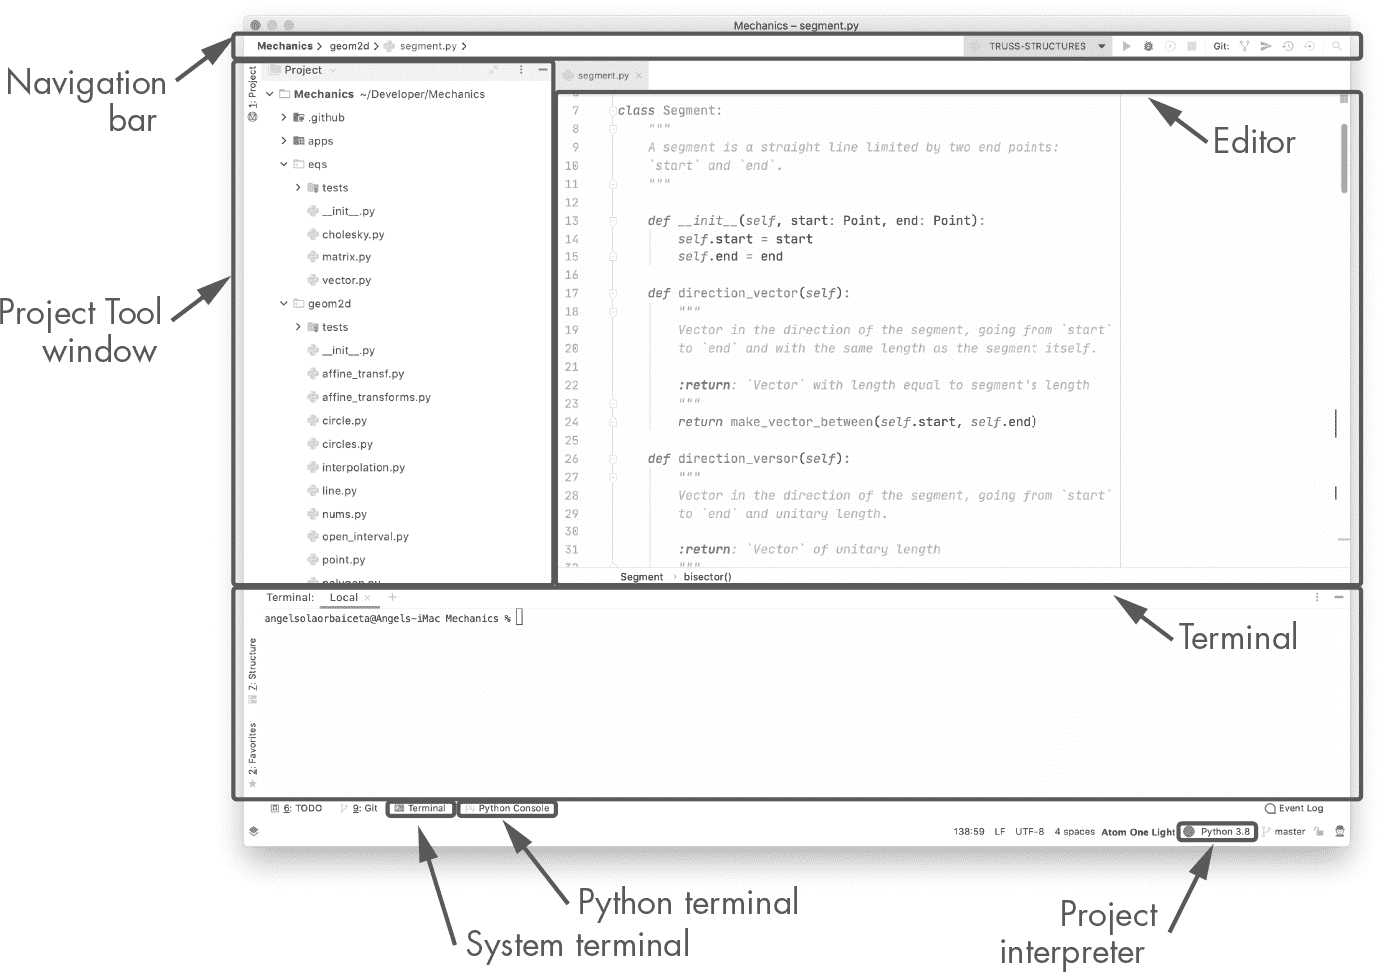 Mechanics – segment.py
Mechanics geom2d segment.py
TRUSS-STRUCTURES Git:
Navigation
bar
1: Project
Project
Mechanics ~/Developer/Mechanics
.github
apps
eqs
tests
__init__.py
cholesky.py
matrix.py
vector.py
geom2d
tests
__init__.py
affine_transf.py
affine_transforms.py
circle.py
circles.py
interpolation.py
line.py
nums.py
open_interval.py
point.py
polygon.py
Project Tool
window
segment.py
Editor
7 class Segment:
8 """
9 A segment is a straight line limited by two end points:
10 `start` and `end`.
11 """
12
13 def __init__(self, start: Point, end: Point):
14 self.start = start
15 self.end = end
16
17 def direction_vector(self):
18 """
19 Vector in the direction of the segment, going from `start`
20 to `end` and with the same length as the segment itself.
21
22 :return: `Vector` with length equal to segment's length
23 """
24 return make_vector_between(self.start, self.end)
25
26 def direction_versor(self):
27 """
28 Vector in the direction of the segment, going from `start`
29 to `end` and unitary length.
30
31 :return: `Vector` of unitary length
32 """
Segment › bisector()
Terminal: Local
angelsolaorbaiceta@Angels-iMac Mechanics %
Terminal
7: Structure
2: Favorites
6: TODO 9: Git Terminal Python Console Event Log
138:59 LF UTF-8 4 spaces Atom One Light Python 3.8 master
Python terminal
System terminal
Project
interpreter